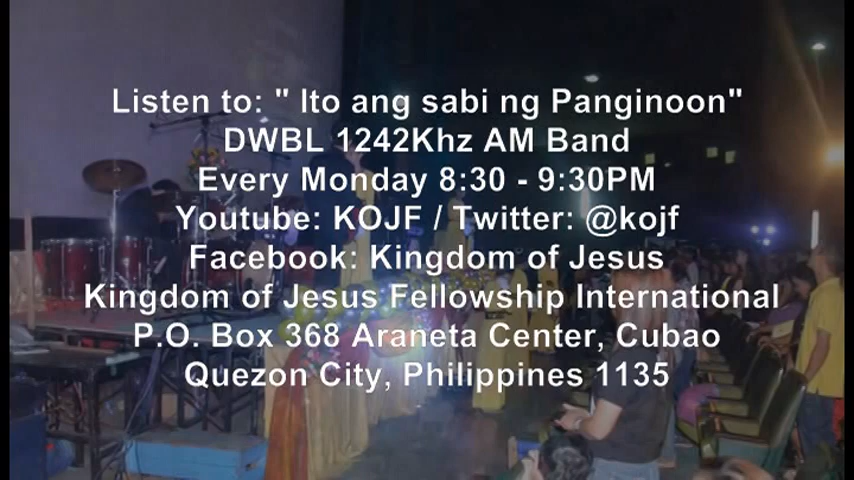 Listen to: " Ito ang sabi ng Panginoon"
DWBL 1242Khz AM Band
Every Monday 8:30 - 9:30PM
Youtube: KOJF / Twitter: @kojf
Facebook: Kingdom of Jesus
Kingdom of Jesus Fellowship International
P.O. Box 368 Araneta Center, Cubao
Quezon City, Philippines 1135